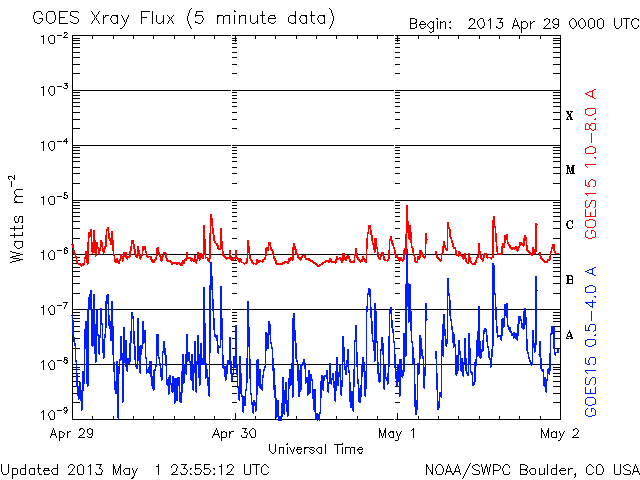 GOES Xray Flux (5 minute data)
Begin: 2013 Apr 29 0000 UTC
10⁻²
10⁻³
10⁻⁴
10⁻⁵
10⁻⁶
10⁻⁷
10⁻⁸
10⁻⁹
Watts m⁻²
X
M
C
B
A
GOES15 1.0-8.0 A
GOES15 0.5-4.0 A
Apr 29
Apr 30
May 1
May 2
Universal Time
Updated 2013 May 1 23:55:12 UTC
NOAA/SWPC Boulder, CO USA